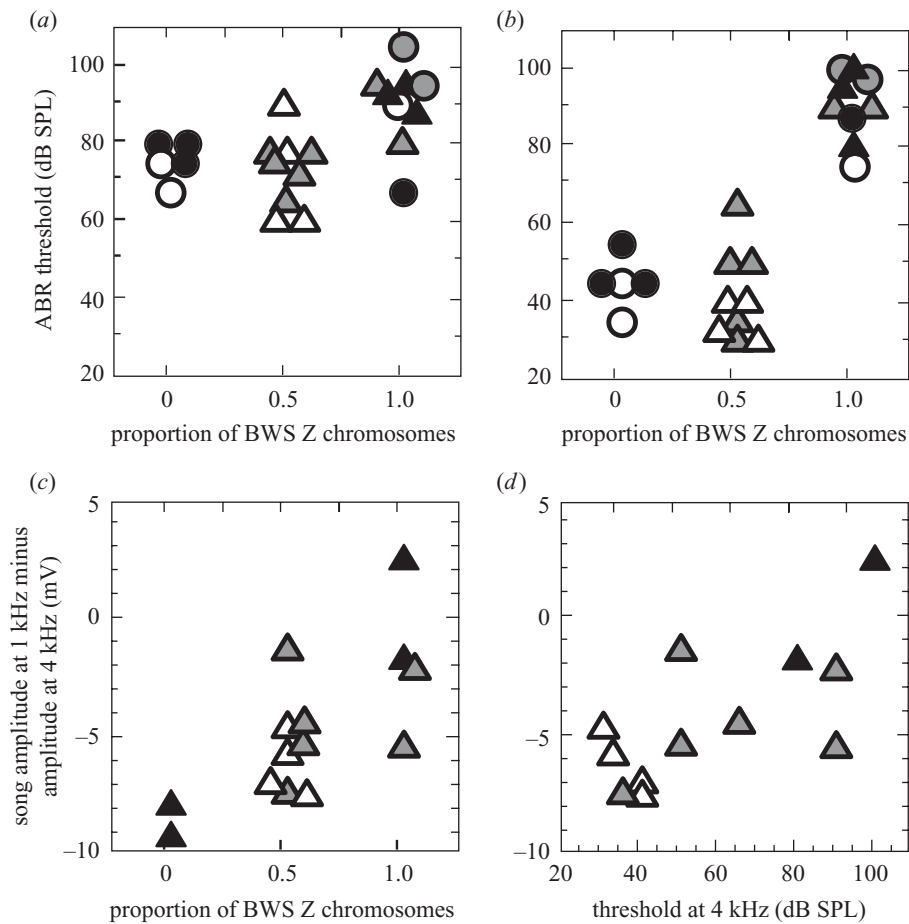 (a)
(b)
100
80
60
40
20
ABR threshold (dB SPL)
0
0.5
1.0
proportion of BWS Z chromosomes
100
80
60
40
20
0
0.5
1.0
proportion of BWS Z chromosomes
(c)
(d)
5
0
–5
–10
song amplitude at 1 kHz minus
amplitude at 4 kHz (mV)
0
0.5
1.0
proportion of BWS Z chromosomes
5
0
–5
–10
20
40
60
80
100
threshold at 4 kHz (dB SPL)